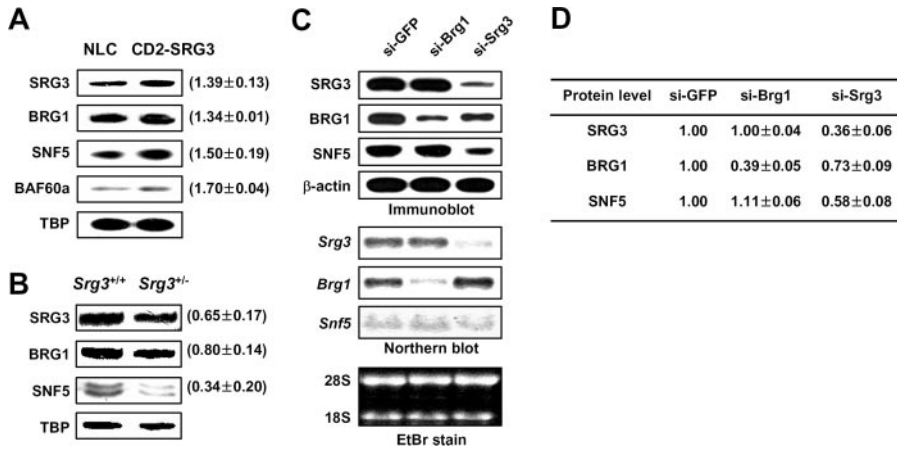 A
NLC CD2-SRG3
SRG3 (1.39±0.13)
BRG1 (1.34±0.01)
SNF5 (1.50±0.19)
BAF60a (1.70±0.04)
TBP
B
Srg3+/+ Srg3+/-
SRG3 (0.65±0.17)
BRG1 (0.80±0.14)
SNF5 (0.34±0.20)
TBP
C
si-GFP si-Brg1 si-Srg3
SRG3
BRG1
SNF5
β-actin
Immunoblot
Srg3
Brg1
Snf5
Northern blot
28S
18S
EtBr stain
D
Protein level si-GFP si-Brg1 si-Srg3
SRG3 1.00 1.00±0.04 0.36±0.06
BRG1 1.00 0.39±0.05 0.73±0.09
SNF5 1.00 1.11±0.06 0.58±0.08